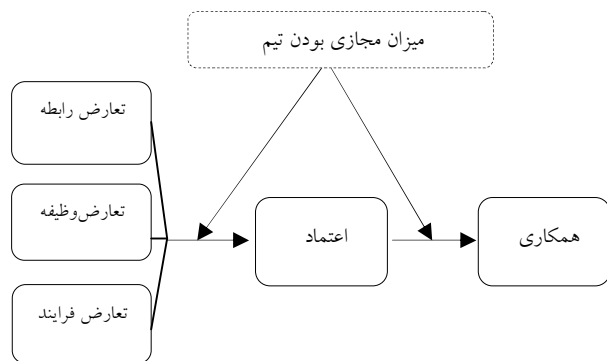 میزان مجازی بودن تیم
تعارض رابطه
تعارض‌وظیفه
اعتماد
همکاری
تعارض فرایند